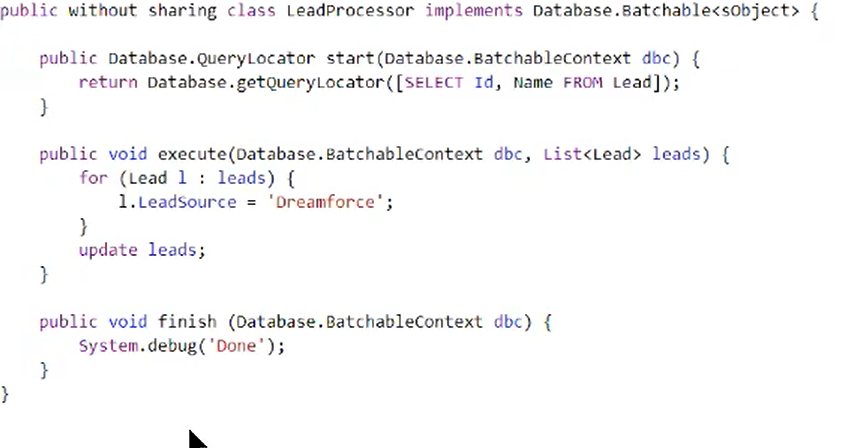 public without sharing class LeadProcessor implements Database.Batchable<sObject> {
public Database.QueryLocator start(Database.BatchableContext dbc) {
return Database.getQueryLocator([SELECT Id, Name FROM Lead]);
}
public void execute(Database.BatchableContext dbc, List<Lead> leads) {
for (Lead l : leads) {
l.LeadSource = 'Dreamforce';
}
update leads;
}
public void finish (Database.BatchableContext dbc) {
System.debug('Done');
}
}